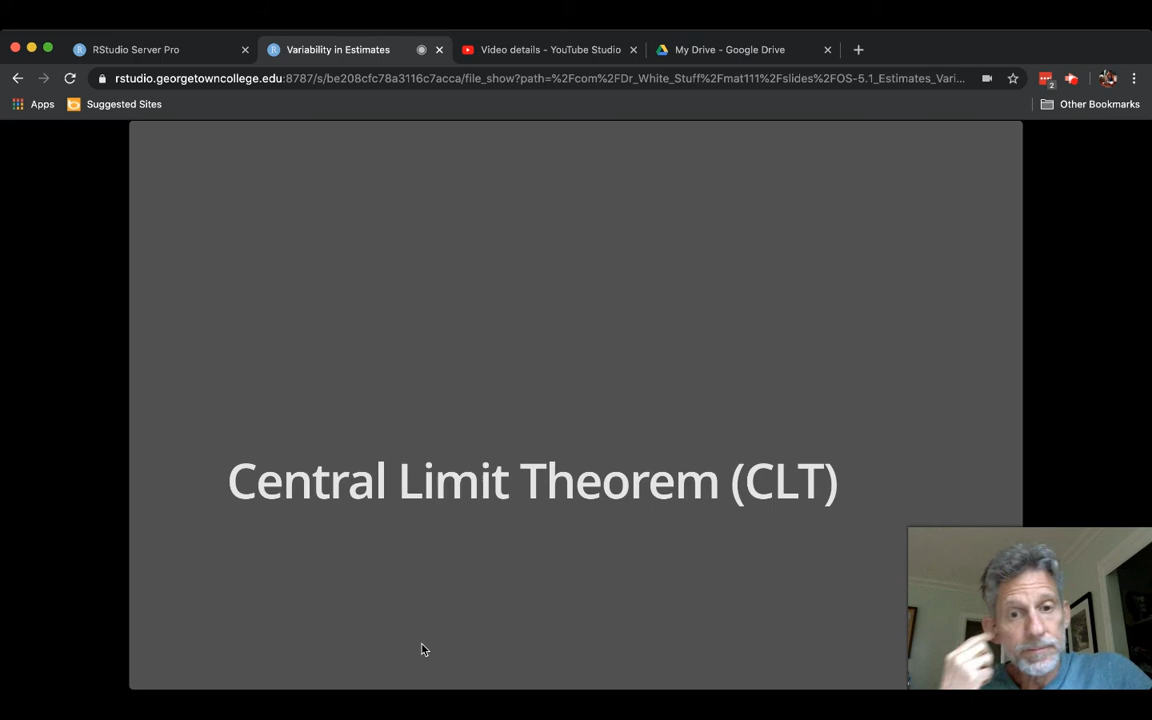 RStudio Server Pro
Variability in Estimates
Video details - YouTube Studio
My Drive - Google Drive
rstudio.georgetowncollege.edu:8787/s/be208cfc78a3116c7acca/file_show?path=%2Fcom%2FDr_White_Stuff%2Fmat111%2Fslides%2FOS-5.1_Estimates_Vari...
2
Apps
Suggested Sites
Other Bookmarks
Central Limit Theorem (CLT)